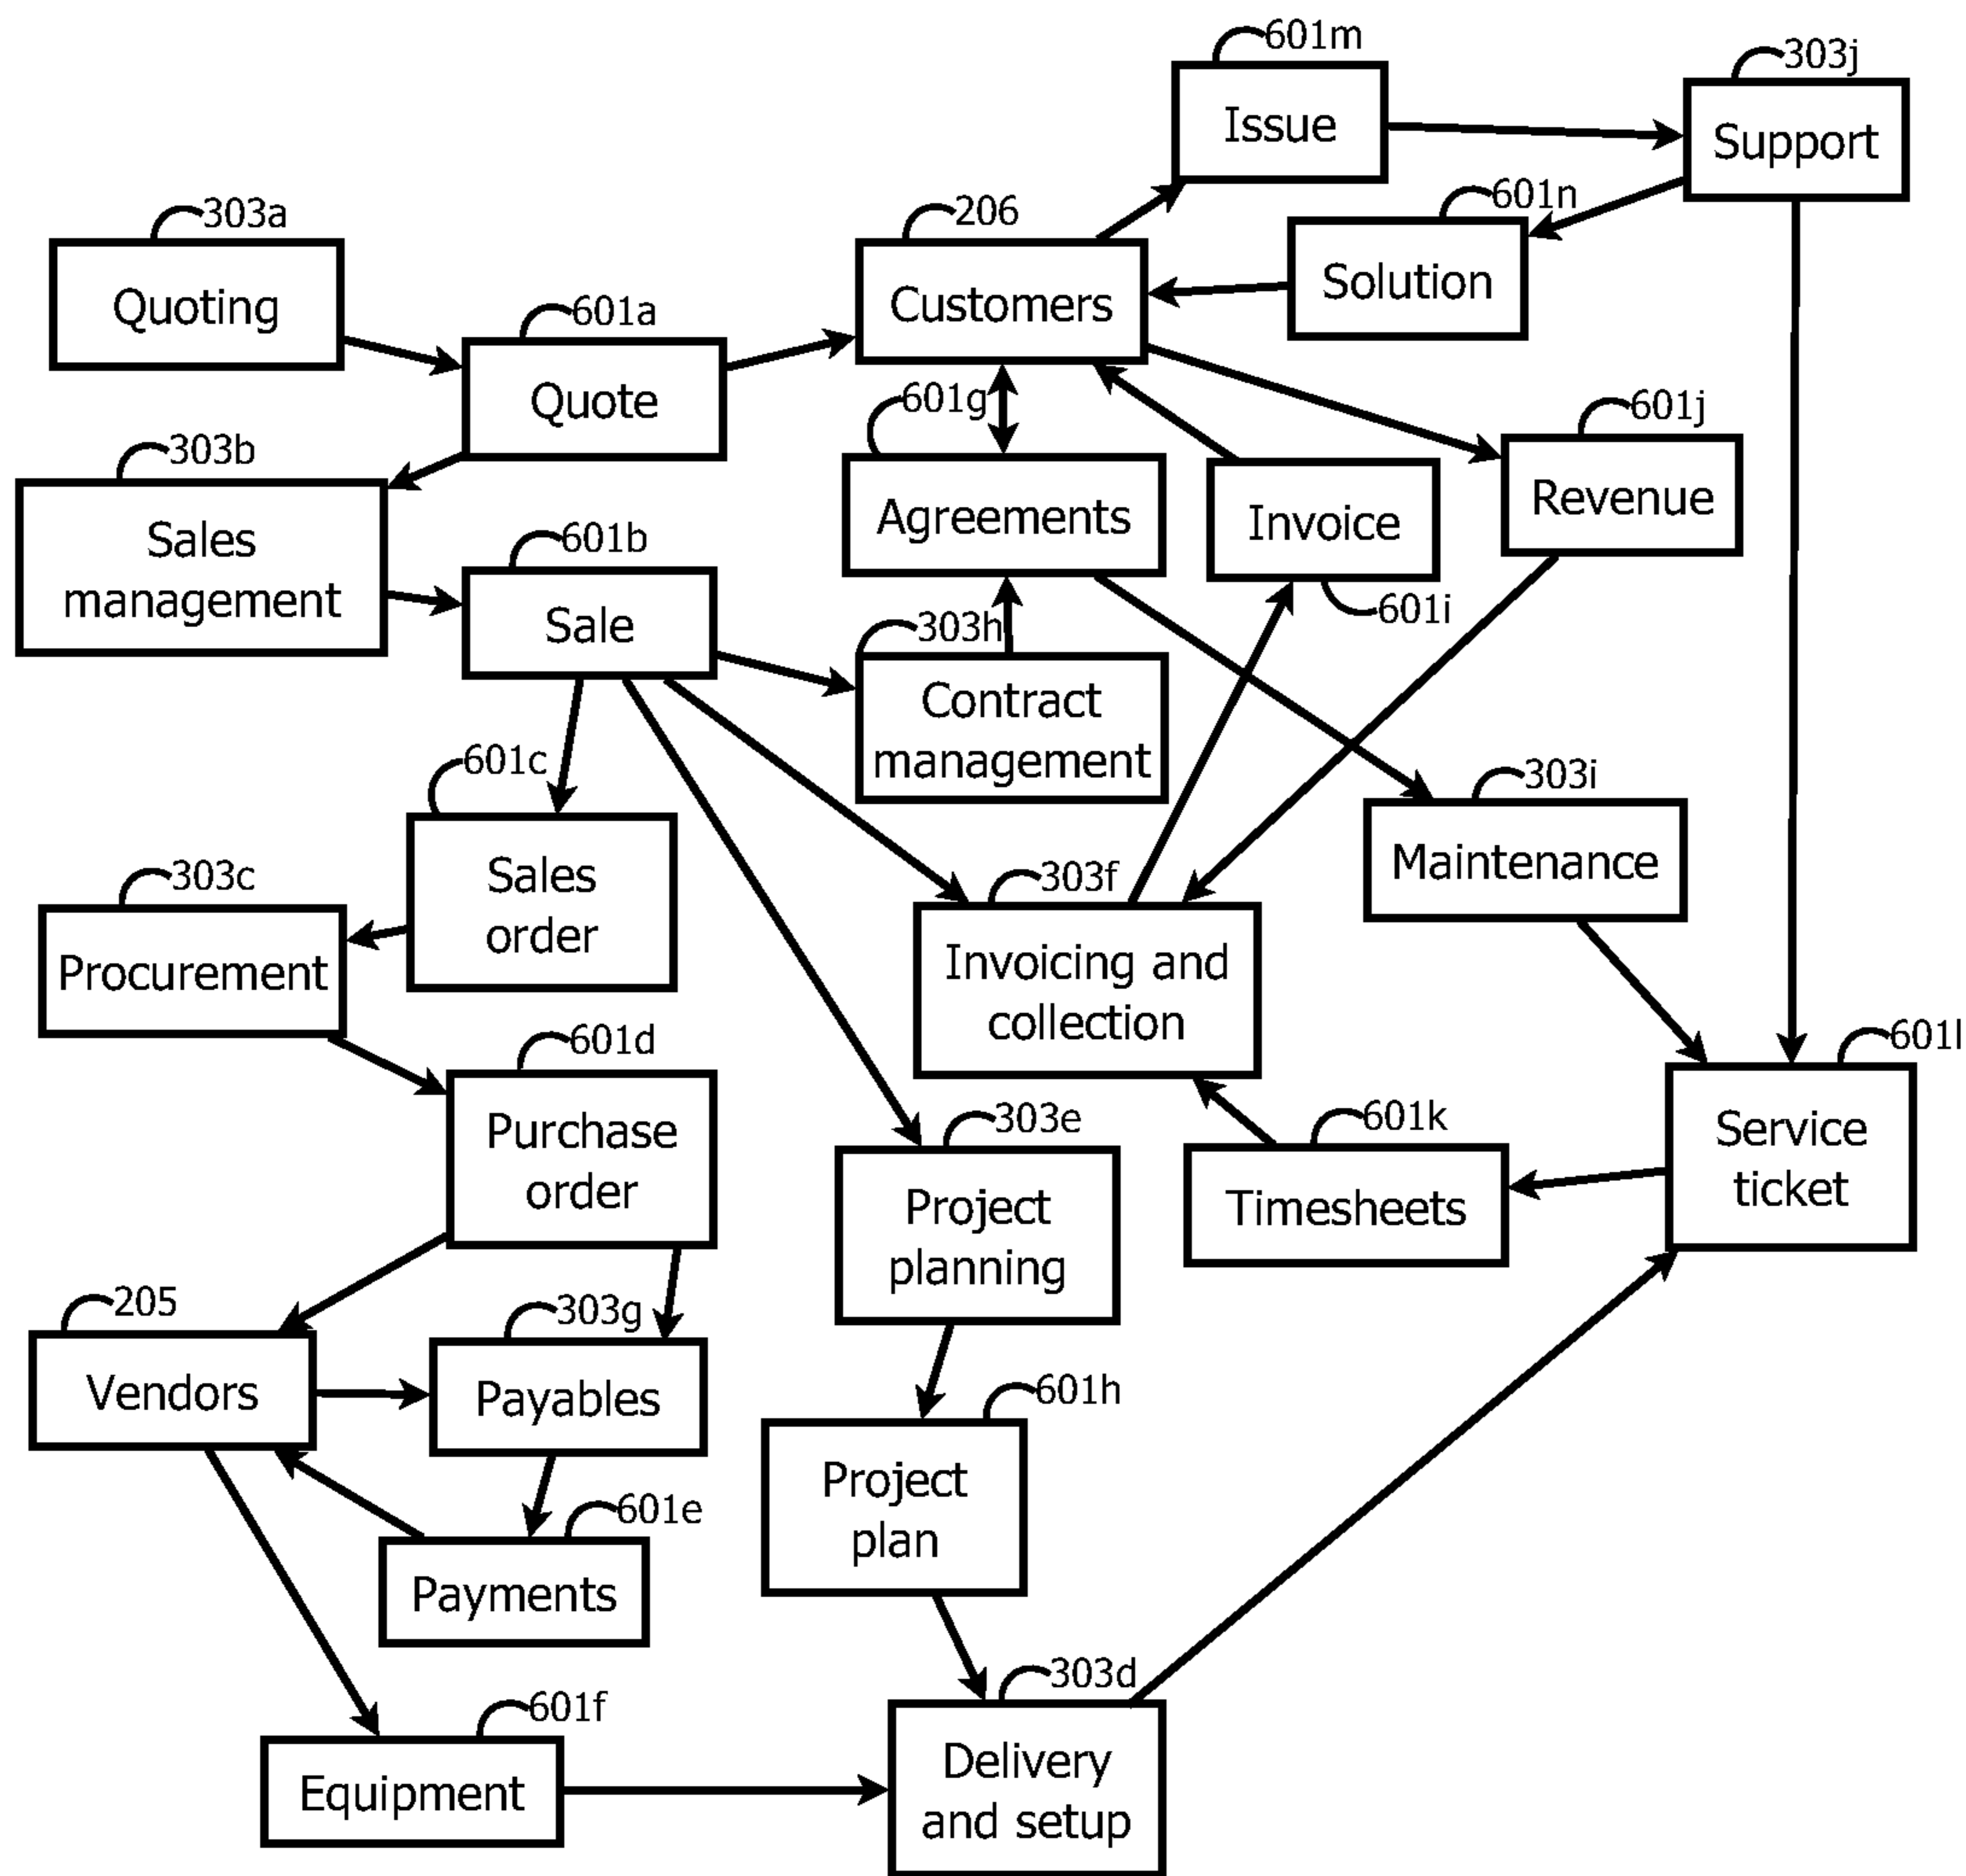 601m
303j
Issue
Support
303a
206
601n
Quoting
601a
Customers
Solution
Quote
601g
601j
303b
Agreements
Invoice
Revenue
Sales
management
601b
Sale
303h
601i
Contract
management
601c
303i
Sales
order
303c
303f
Maintenance
Procurement
Invoicing and
collection
601d
601l
Purchase
order
303e
601k
Service
ticket
Project
planning
Timesheets
205
303g
Vendors
Payables
601h
Project
plan
601e
Payments
303d
601f
Equipment
Delivery
and setup